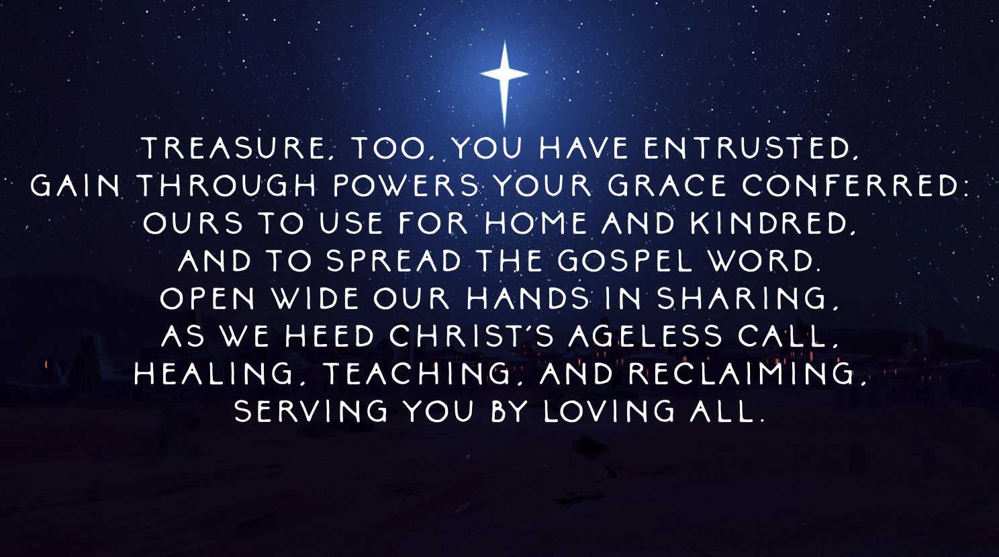 TREASURE, TOO, YOU HAVE ENTRUSTED,
GAIN THROUGH POWERS YOUR GRACE CONFERRED:
OURS TO USE FOR HOME AND KINDRED,
AND TO SPREAD THE GOSPEL WORD.
OPEN WIDE OUR HANDS IN SHARING,
AS WE HEED CHRIST'S AGELESS CALL,
HEALING, TEACHING, AND RECLAIMING,
SERVING YOU BY LOVING ALL.